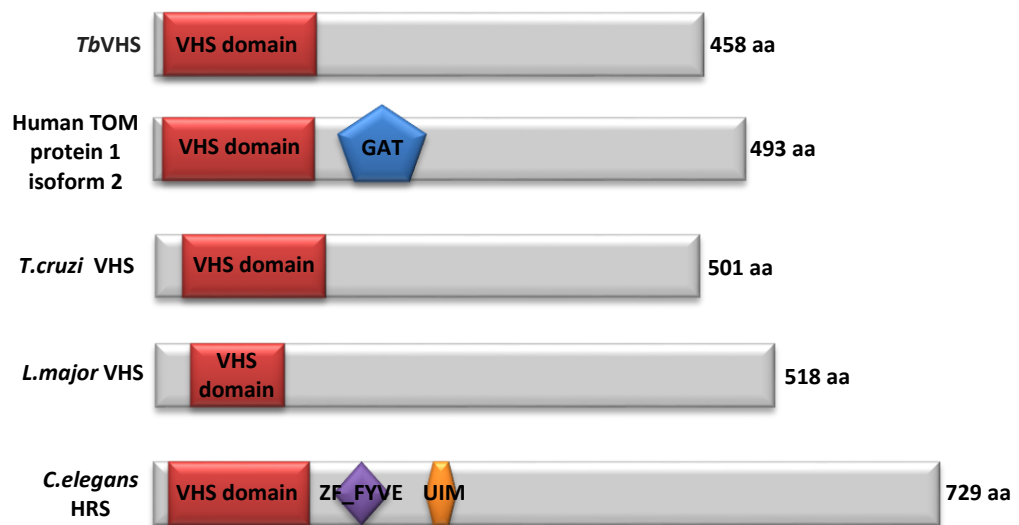 TbVHS
VHS domain
458 aa
Human TOM
protein 1
isoform 2
VHS domain
GAT
493 aa
T.cruzi VHS
VHS domain
501 aa
L.major VHS
VHS
domain
518 aa
C.elegans
HRS
VHS domain
ZF_FYVE
UIM
729 aa